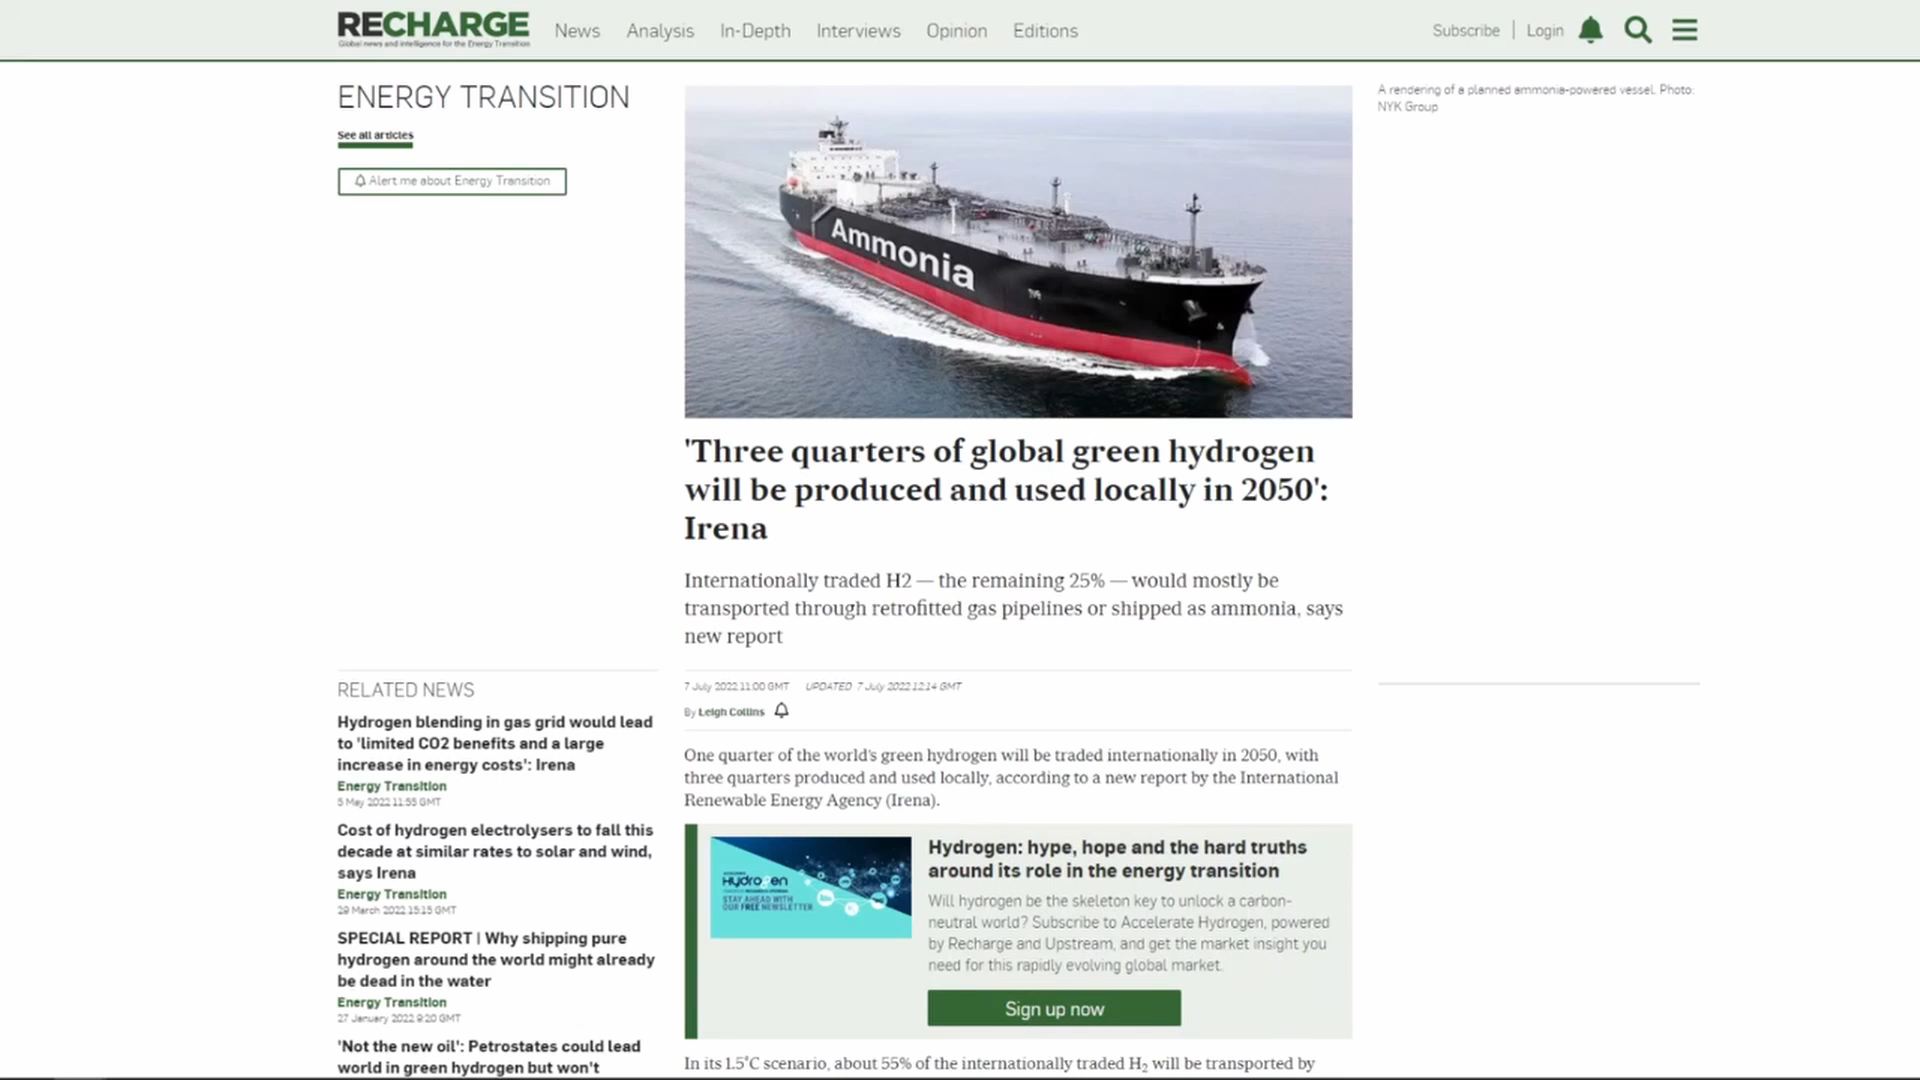 RECHARGE
Global news and intelligence for the Energy Transition
News
Analysis
In-Depth
Interviews
Opinion
Editions
Subscribe | Login
ENERGY TRANSITION
See all articles
Alert me about Energy Transition
Ammonia
A rendering of a planned ammonia-powered vessel. Photo:
NYK Group
'Three quarters of global green hydrogen
will be produced and used locally in 2050':
Irena
Internationally traded H2 — the remaining 25% — would mostly be
transported through retrofitted gas pipelines or shipped as ammonia, says
new report
7 July 2022 11:00 GMT UPDATED 7 July 2022 12:14 GMT
By Leigh Collins
One quarter of the world's green hydrogen will be traded internationally in 2050, with
three quarters produced and used locally, according to a new report by the International
Renewable Energy Agency (Irena).
Hydrogen
STAY AHEAD WITH
OUR FREE NEWSLETTER
Hydrogen: hype, hope and the hard truths
around its role in the energy transition
Will hydrogen be the skeleton key to unlock a carbon-
neutral world? Subscribe to Accelerate Hydrogen, powered
by Recharge and Upstream, and get the market insight you
need for this rapidly evolving global market.
Sign up now
In its 1.5°C scenario, about 55% of the internationally traded H₂ will be transported by
RELATED NEWS
Hydrogen blending in gas grid would lead
to 'limited CO2 benefits and a large
increase in energy costs': Irena
Energy Transition
5 May 2022 11:55 GMT
Cost of hydrogen electrolysers to fall this
decade at similar rates to solar and wind,
says Irena
Energy Transition
29 March 2022 15:15 GMT
SPECIAL REPORT | Why shipping pure
hydrogen around the world might already
be dead in the water
Energy Transition
27 January 2022 9:20 GMT
'Not the new oil': Petrostates could lead
world in green hydrogen but won't